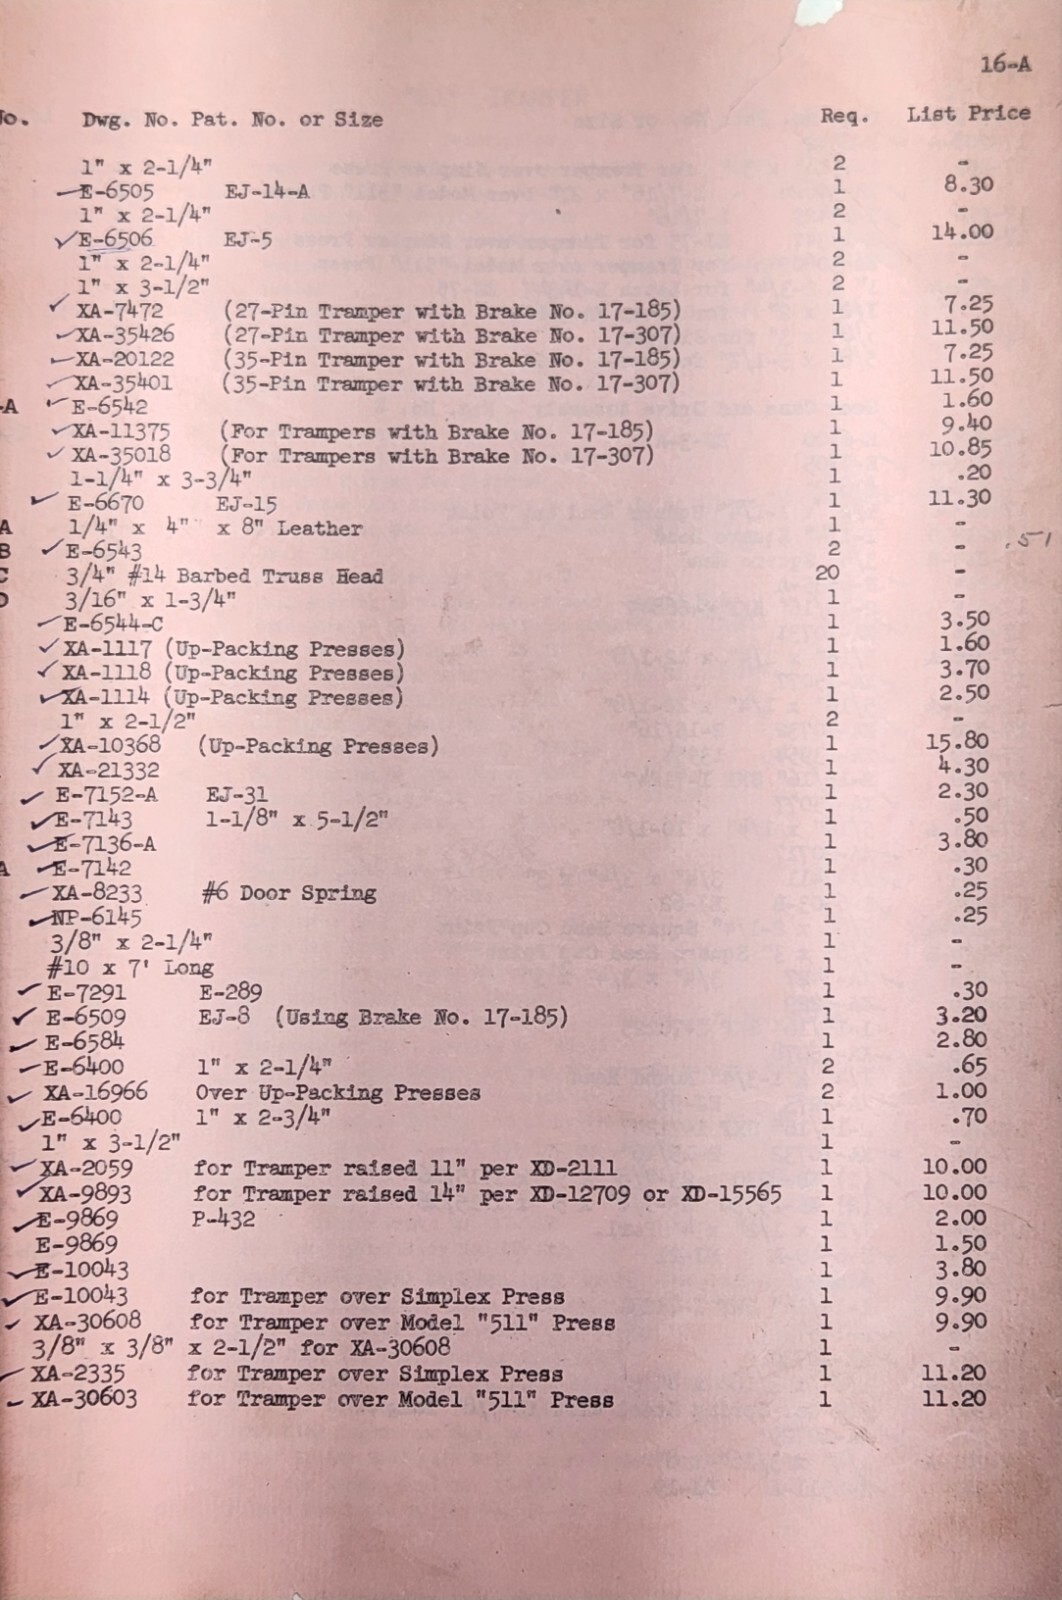 16-A
No. Dwg. No. Pat. No. or Size Req. List Price
1" x 2-1/4" 2 -
E-6505 EJ-14-A 1 8.30
1" x 2-1/4" 2 -
E-6506 EJ-5 1 14.00
1" x 2-1/4" 2 -
1" x 3-1/2" 2 -
XA-7472 (27-Pin Tramper with Brake No. 17-185) 1 7.25
XA-35426 (27-Pin Tramper with Brake No. 17-307) 1 11.50
XA-20122 (35-Pin Tramper with Brake No. 17-185) 1 7.25
XA-35401 (35-Pin Tramper with Brake No. 17-307) 1 11.50
-A E-6542 1 1.60
XA-11375 (For Trampers with Brake No. 17-185) 1 9.40
XA-35018 (For Trampers with Brake No. 17-307) 1 10.85
1-1/4" x 3-3/4" 1 .20
E-6670 EJ-15 1 11.30
A 1/4" x 4" x 8" Leather 1 -
B E-6543 2 - .51
C 3/4" #14 Barbed Truss Head 20 -
D 3/16" x 1-3/4" 1 -
E-6544-C 1 3.50
XA-1117 (Up-Packing Presses) 1 1.60
XA-1118 (Up-Packing Presses) 1 3.70
XA-1114 (Up-Packing Presses) 1 2.50
1" x 2-1/2" 2 -
XA-10368 (Up-Packing Presses) 1 15.80
XA-21332 1 4.30
E-7152-A EJ-31 1 2.30
E-7143 1-1/8" x 5-1/2" 1 .50
E-7136-A 1 3.80
A E-7142 1 .30
XA-8233 #6 Door Spring 1 .25
NP-6145 1 .25
3/8" x 2-1/4" 1 -
#10 x 7' Long 1 -
E-7291 E-289 1 .30
E-6509 EJ-8 (Using Brake No. 17-185) 1 3.20
E-6584 1 2.80
E-6400 1" x 2-1/4" 2 .65
XA-16966 Over Up-Packing Presses 2 1.00
E-6400 1" x 2-3/4" 1 .70
1" x 3-1/2" 1 -
XA-2059 for Tramper raised 11" per XD-2111 1 10.00
XA-9893 for Tramper raised 14" per XD-12709 or XD-15565 1 10.00
E-9869 P-432 1 2.00
E-9869 1 1.50
E-10043 1 3.80
E-10043 for Tramper over Simplex Press 1 9.90
XA-30608 for Tramper over Model "511" Press 1 9.90
3/8" x 3/8" x 2-1/2" for XA-30608 1 -
XA-2335 for Tramper over Simplex Press 1 11.20
XA-30603 for Tramper over Model "511" Press 1 11.20